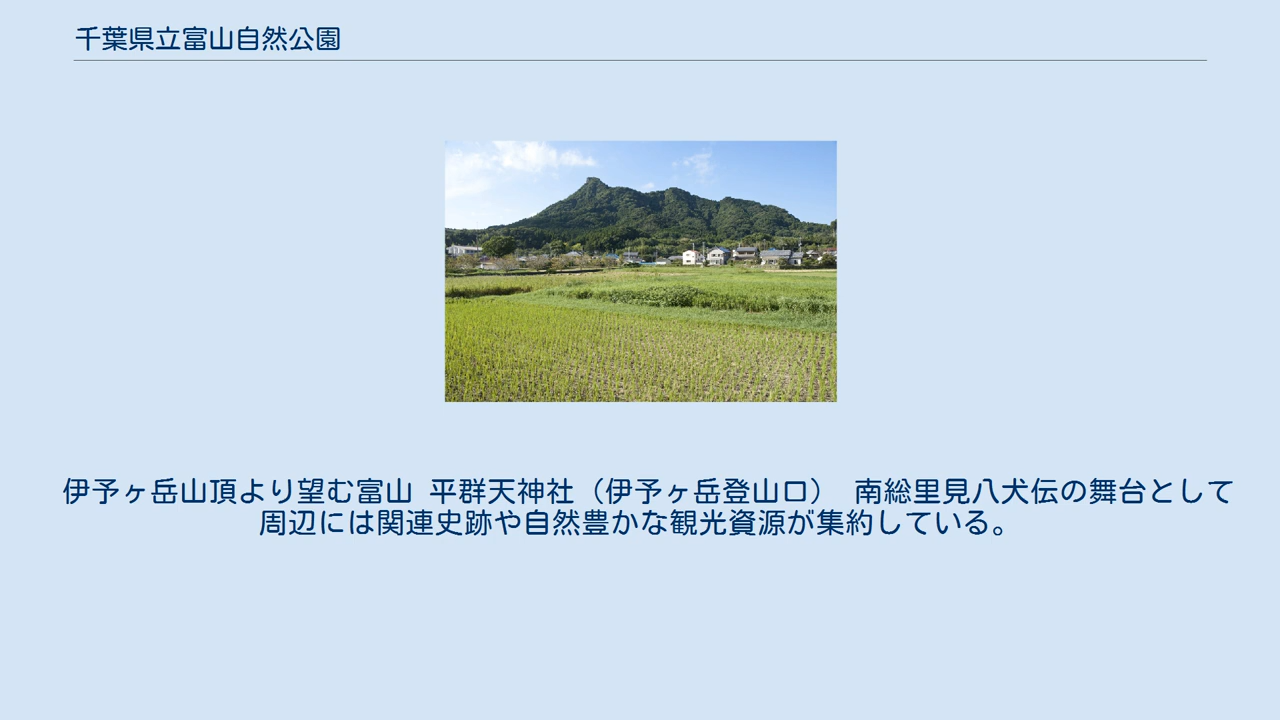 千葉県立富山自然公園
伊予ヶ岳山頂より望む富山 平群天神社（伊予ヶ岳登山口） 南総里見八犬伝の舞台として
周辺には関連史跡や自然豊かな観光資源が集約している。